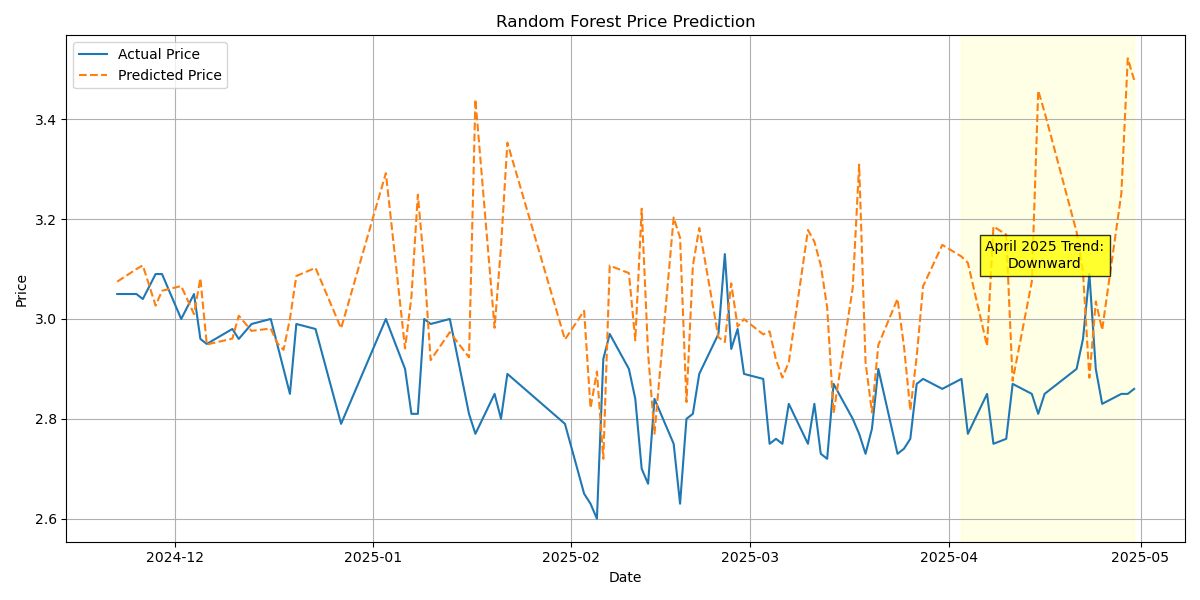 Random Forest Price Prediction
Actual Price
Predicted Price
3.4
3.2
3.0
2.8
2.6
Price
April 2025 Trend:
Downward
2024-12
2025-01
2025-02
2025-03
2025-04
2025-05
Date